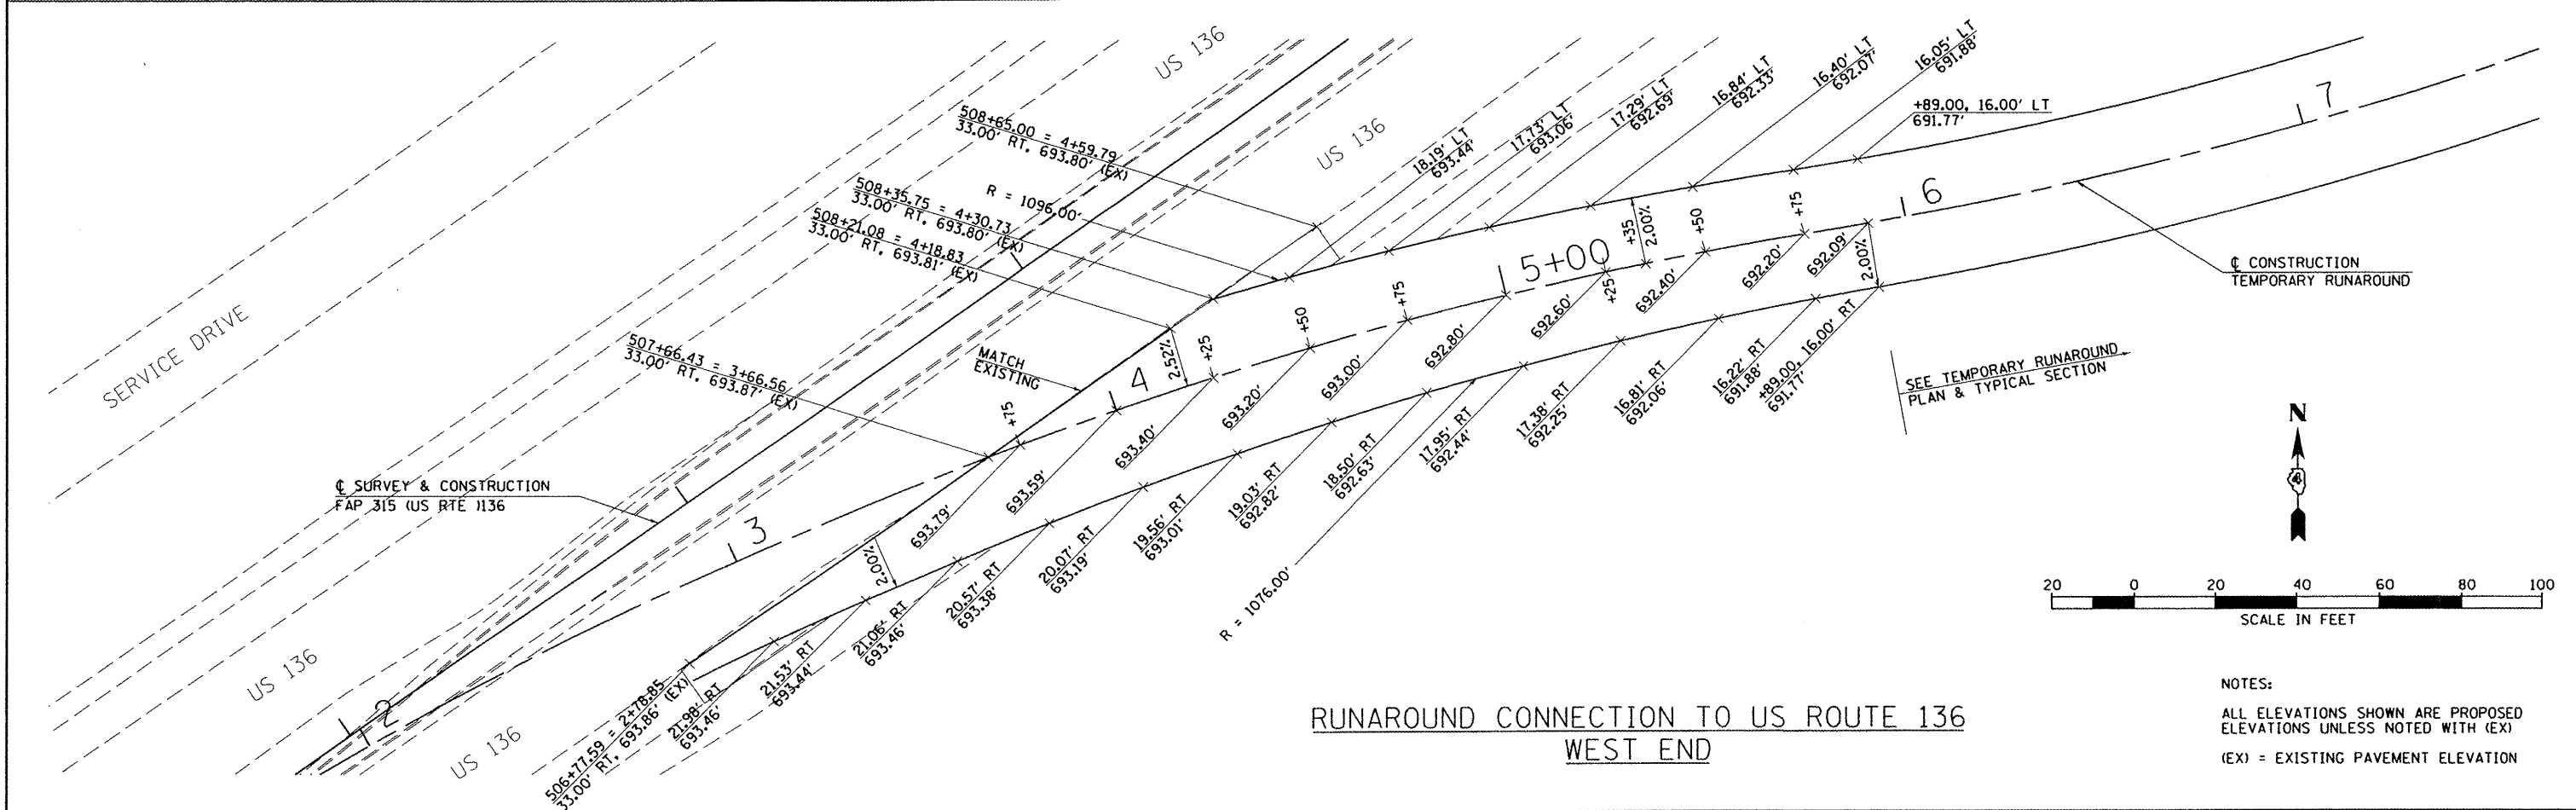 US 136
508+65.00 = 4+59.79
33.00' RT, 693.80' (EX)
R = 1096.00'
508+35.75 = 4+30.73
33.00' RT, 693.80' (EX)
508+21.08 = 4+18.83
33.00' RT, 693.81' (EX)
507+66.43 = 3+66.56
33.00' RT, 693.87' (EX)
US 136
18.19' LT
693.44'
17.73' LT
693.06'
17.29' LT
692.69'
16.84' LT
692.33'
16.40' LT
692.07'
16.05' LT
691.88'
+89.00, 16.00' LT
691.77'
7
6
5+00
4
3
2
SERVICE DRIVE
MATCH
EXISTING
2.52%
+75
+25
+50
+75
+25
+35
2.00%
+50
+75
2.00%
2.00%
℄ CONSTRUCTION
TEMPORARY RUNAROUND
℄ SURVEY & CONSTRUCTION
FAP 315 (US RTE )136
693.79'
693.59'
693.40'
693.20'
693.00'
692.80'
692.60'
692.40'
692.20'
692.09'
506+77.59 = 2+78.85
33.00' RT, 693.86' (EX)
21.98' RT
693.46'
21.53' RT
693.44'
21.06' RT
693.46'
20.57' RT
693.38'
20.07' RT
693.19'
19.56' RT
693.01'
19.03' RT
692.82'
18.50' RT
692.63'
17.95' RT
692.44'
17.38' RT
692.25'
16.81' RT
692.06'
16.22' RT
691.88'
+89.00, 16.00' RT
691.77'
R = 1076.00'
SEE TEMPORARY RUNAROUND
PLAN & TYPICAL SECTION
N
20 0 20 40 60 80 100
SCALE IN FEET
US 136
US 136
RUNAROUND CONNECTION TO US ROUTE 136
WEST END
NOTES:
ALL ELEVATIONS SHOWN ARE PROPOSED
ELEVATIONS UNLESS NOTED WITH (EX)
(EX) = EXISTING PAVEMENT ELEVATION